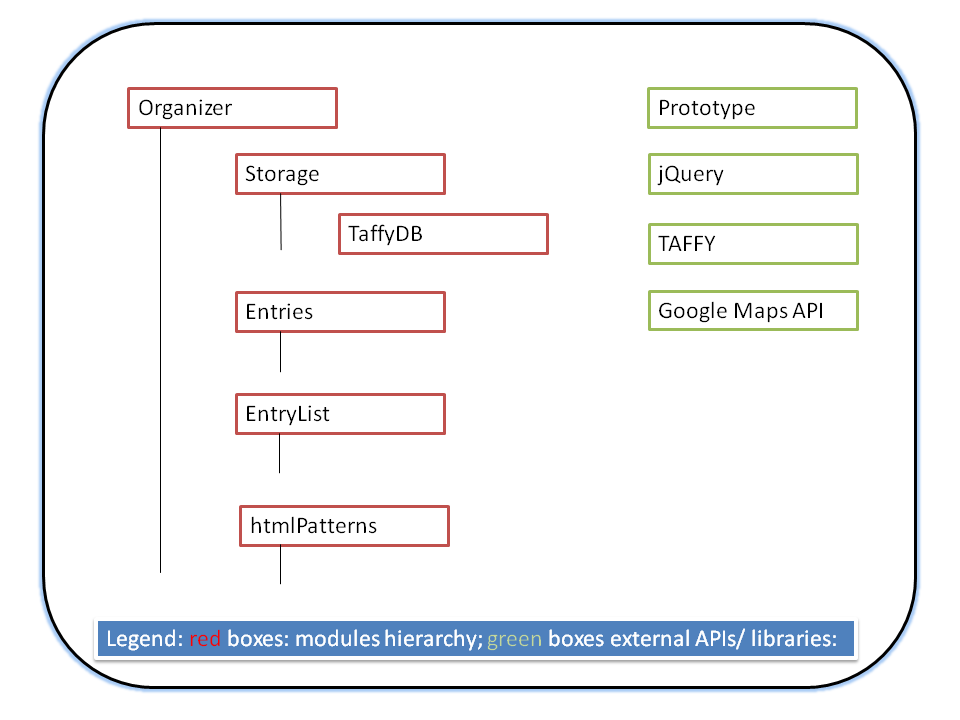 Organizer
Storage
TaffyDB
Entries
EntryList
htmlPatterns
Prototype
jQuery
TAFFY
Google Maps API
Legend: red boxes: modules hierarchy; green boxes external APIs/ libraries: